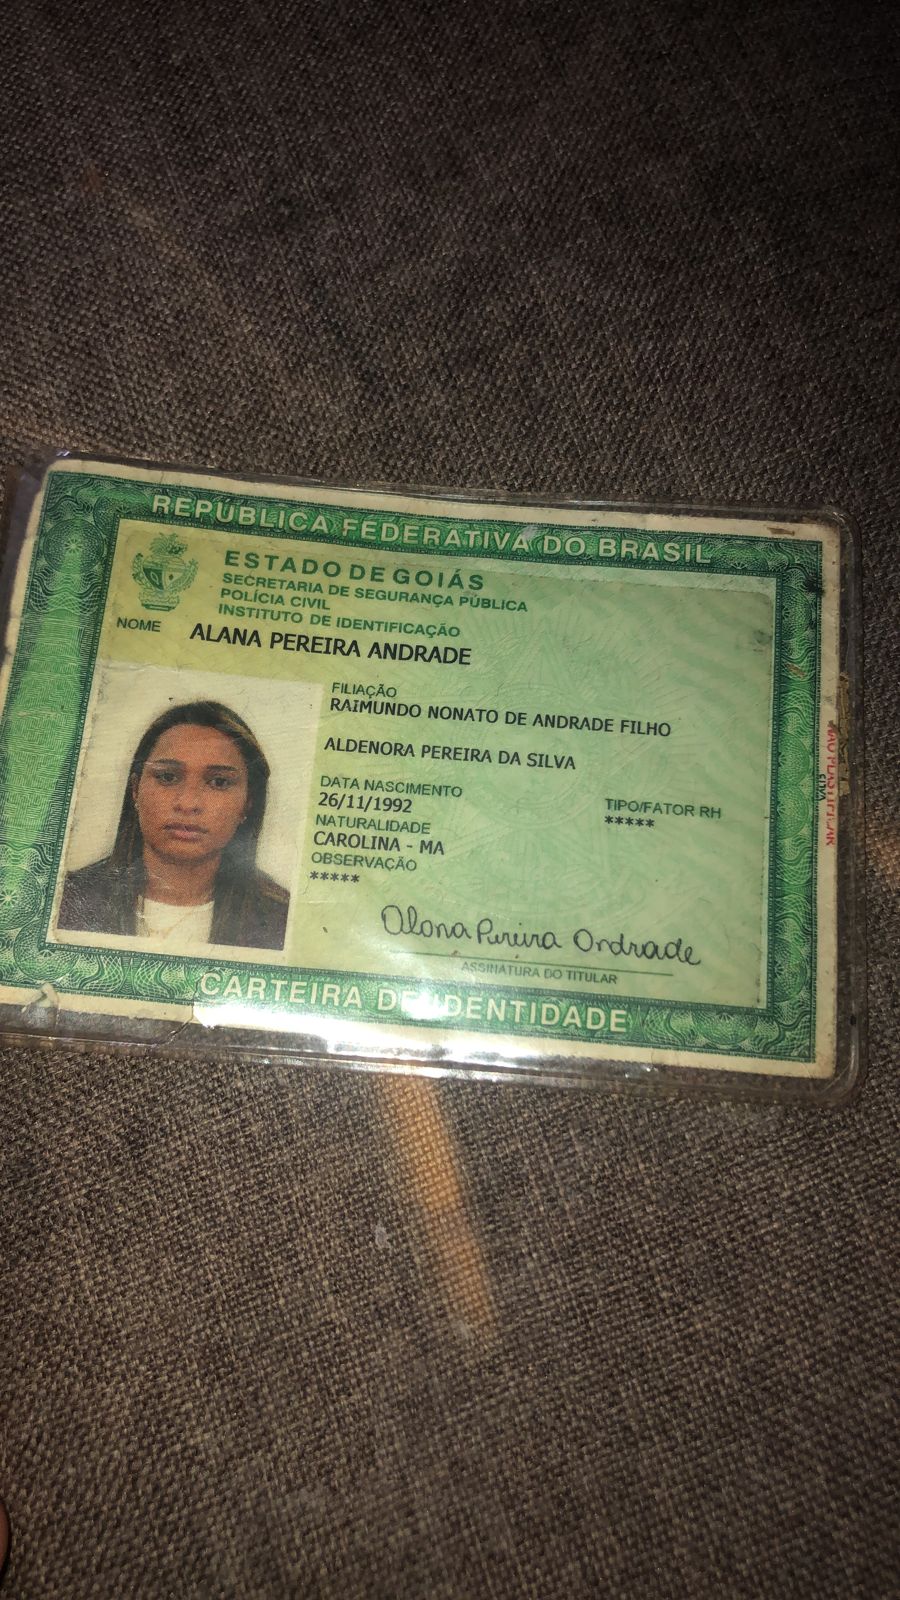 REPÚBLICA FEDERATIVA DO BRASIL
ESTADO DE GOIÁS
SECRETARIA DE SEGURANÇA PÚBLICA
POLÍCIA CIVIL
INSTITUTO DE IDENTIFICAÇÃO
NOME ALANA PEREIRA ANDRADE
FILIAÇÃO
RAIMUNDO NONATO DE ANDRADE FILHO
ALDENORA PEREIRA DA SILVA
DATA NASCIMENTO
26/11/1992
TIPO/FATOR RH
*****
NATURALIDADE
CAROLINA - MA
OBSERVAÇÃO
*****
Alana Pereira Andrade
ASSINATURA DO TITULAR
CARTEIRA DE IDENTIDADE
NÃO PLASTIFICAR